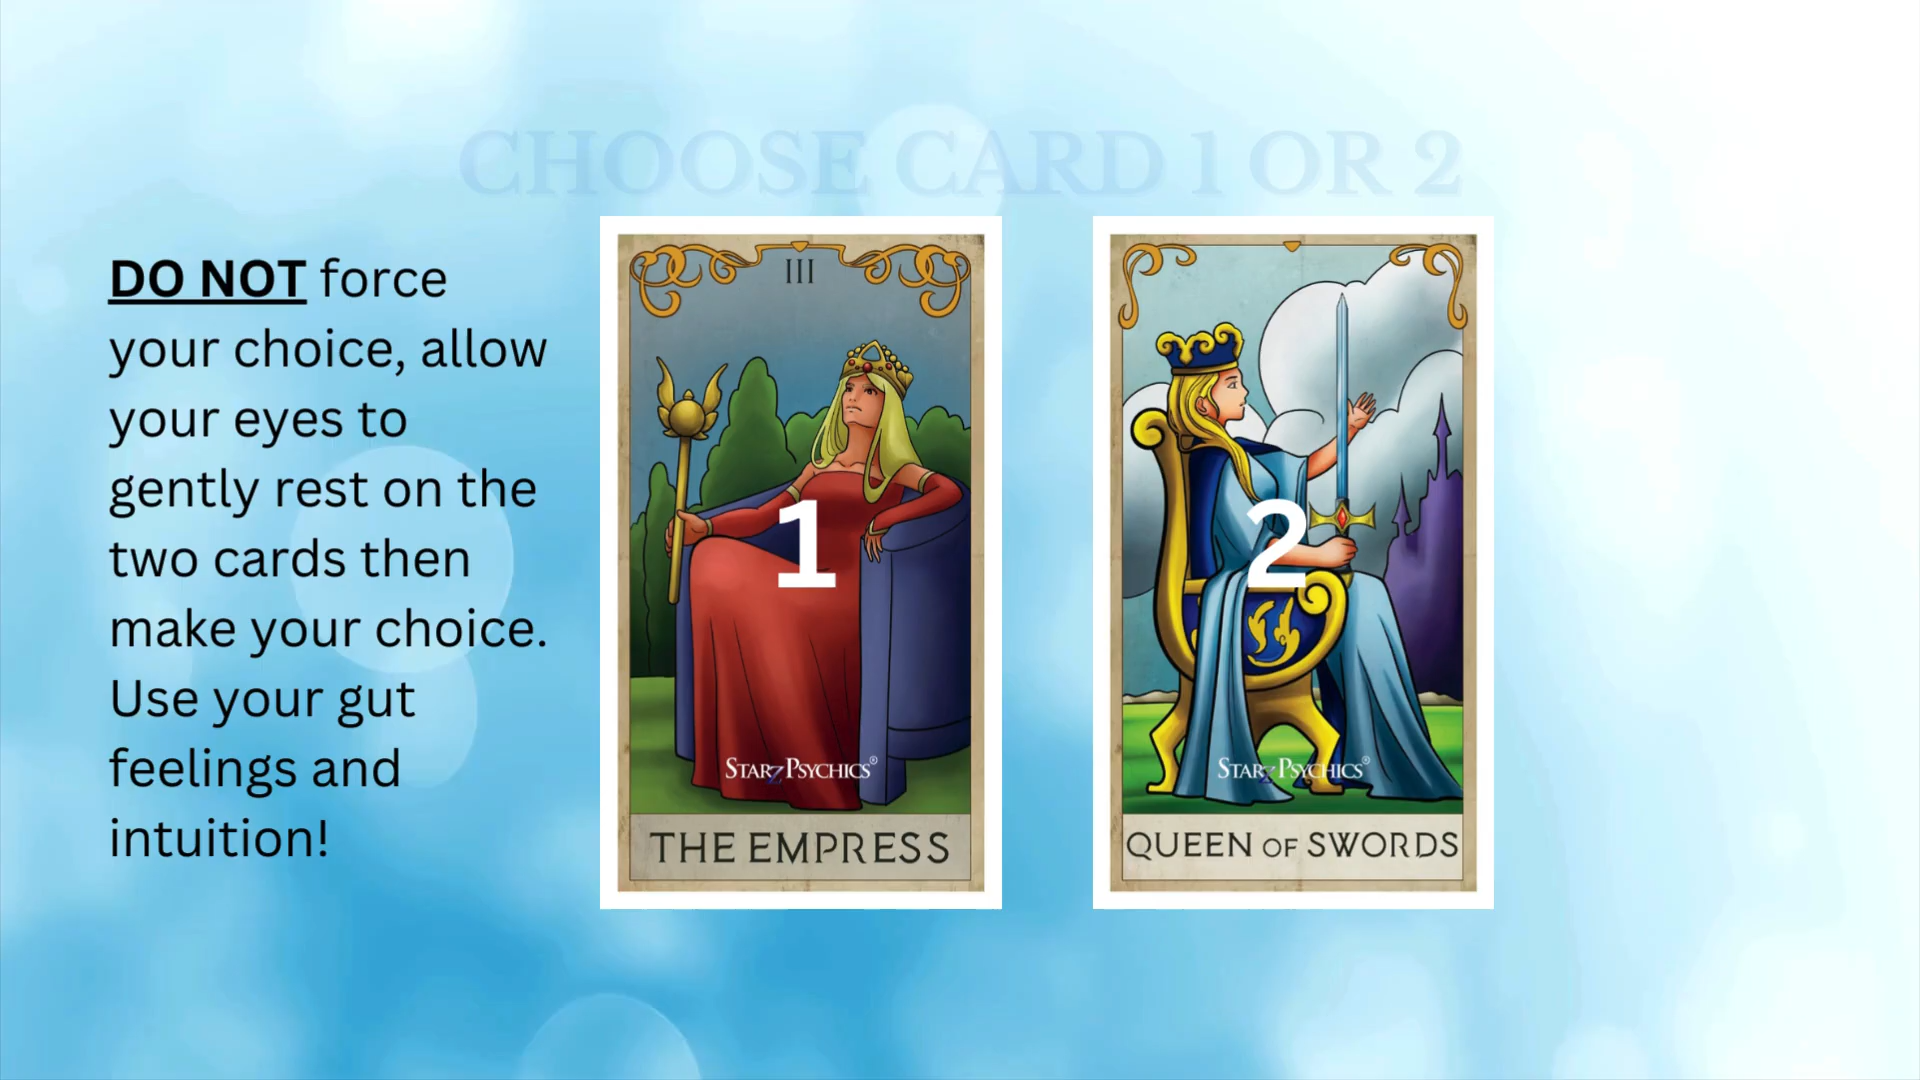 CHOOSE CARD 1 OR 2
DO NOT force
your choice, allow
your eyes to
gently rest on the
two cards then
make your choice.
Use your gut
feelings and
intuition!
III
1
STARZPSYCHICS®
THE EMPRESS
2
STARZPSYCHICS®
QUEEN OF SWORDS